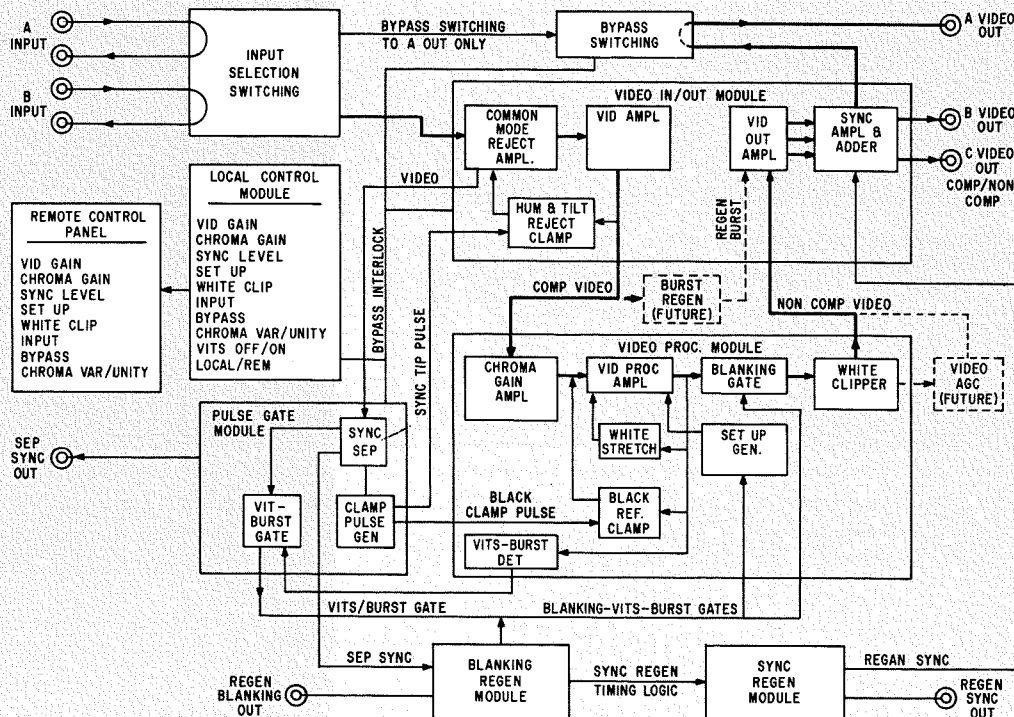 A
INPUT
B
INPUT
INPUT
SELECTION
SWITCHING
BYPASS SWITCHING
TO A OUT ONLY
BYPASS
SWITCHING
A VIDEO
OUT
VIDEO IN/OUT MODULE
COMMON
MODE
REJECT
AMPL.
VID AMPL
VID
OUT
AMPL
SYNC
AMPL &
ADDER
B VIDEO
OUT
C VIDEO
OUT
COMP/NON
COMP
VIDEO
HUM & TILT
REJECT
CLAMP
REGEN
BURST
LOCAL CONTROL
MODULE
VID GAIN
CHROMA GAIN
SYNC LEVEL
SET UP
WHITE CLIP
INPUT
BYPASS
CHROMA VAR/UNITY
VITS OFF/ON
LOCAL/REM
REMOTE CONTROL
PANEL
VID GAIN
CHROMA GAIN
SYNC LEVEL
SET UP
WHITE CLIP
INPUT
BYPASS
CHROMA VAR/UNITY
BYPASS INTERLOCK
SYNC TIP PULSE
COMP VIDEO
BURST
REGEN
(FUTURE)
NON COMP VIDEO
VIDEO PROC. MODULE
CHROMA
GAIN
AMPL
VID PROC
AMPL
BLANKING
GATE
WHITE
CLIPPER
VIDEO
AGC
(FUTURE)
WHITE
STRETCH
SET UP
GEN.
BLACK
REF.
CLAMP
VITS-BURST
DET
SEP
SYNC
OUT
PULSE GATE
MODULE
SYNC
SEP
VIT-
BURST
GATE
CLAMP
PULSE
GEN
BLACK
CLAMP PULSE
VITS/BURST GATE
BLANKING-VITS-BURST GATES
SEP SYNC
REGEN
BLANKING
OUT
BLANKING
REGEN
MODULE
SYNC REGEN
TIMING LOGIC
SYNC
REGEN
MODULE
REGAN SYNC
REGEN
SYNC
OUT